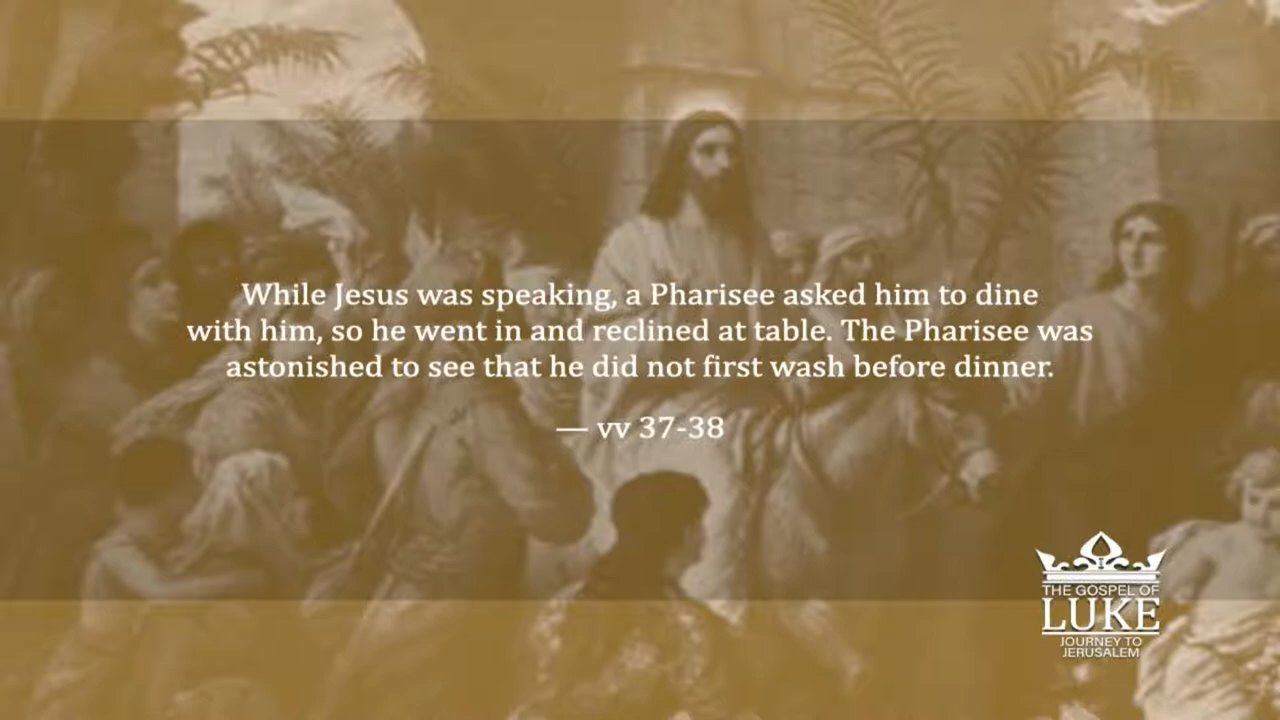 While Jesus was speaking, a Pharisee asked him to dine
with him, so he went in and reclined at table. The Pharisee was
astonished to see that he did not first wash before dinner.
— vv 37-38
THE GOSPEL OF
LUKE
JOURNEY TO
JERUSALEM